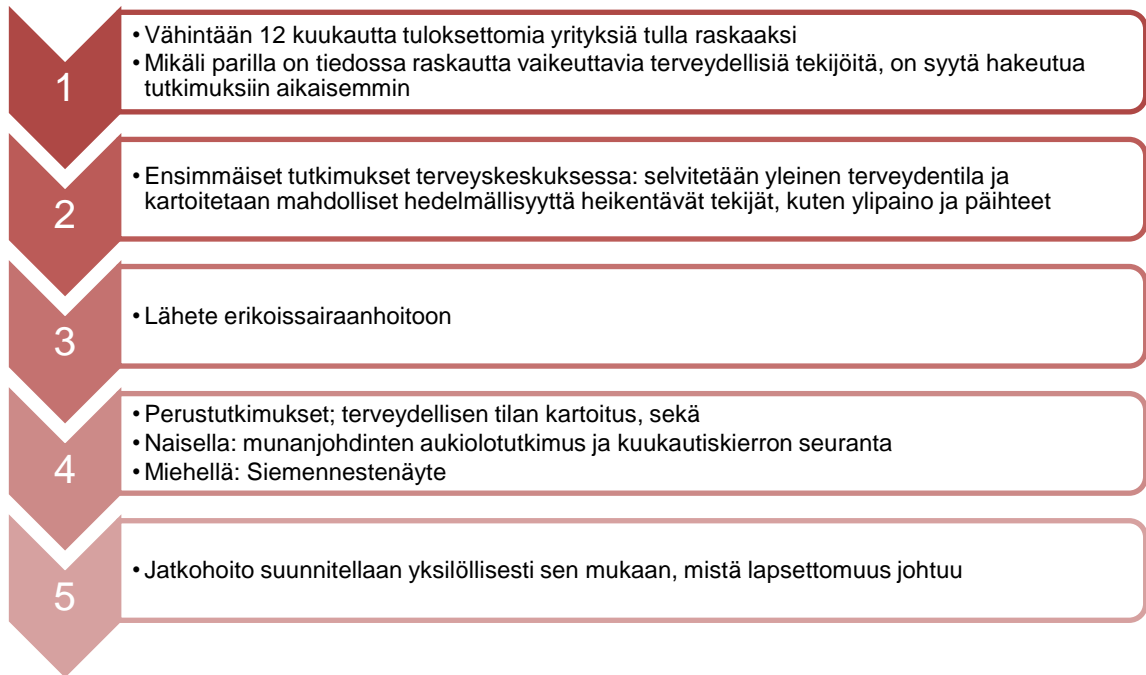 1
• Vähintään 12 kuukautta tuloksettomia yrityksiä tulla raskaaksi
• Mikäli parilla on tiedossa raskautta vaikeuttavia terveydellisiä tekijöitä, on syytä hakeutua
tutkimuksiin aikaisemmin
2
• Ensimmäiset tutkimukset terveyskeskuksessa: selvitetään yleinen terveydentila ja
kartoitetaan mahdolliset hedelmällisyyttä heikentävät tekijät, kuten ylipaino ja päihteet
3
• Lähete erikoissairaanhoitoon
4
• Perustutkimukset; terveydellisen tilan kartoitus, sekä
• Naisella: munanjohdinten aukiolotutkimus ja kuukautiskierron seuranta
• Miehellä: Siemennestenäyte
5
• Jatkohoito suunnitellaan yksilöllisesti sen mukaan, mistä lapsettomuus johtuu